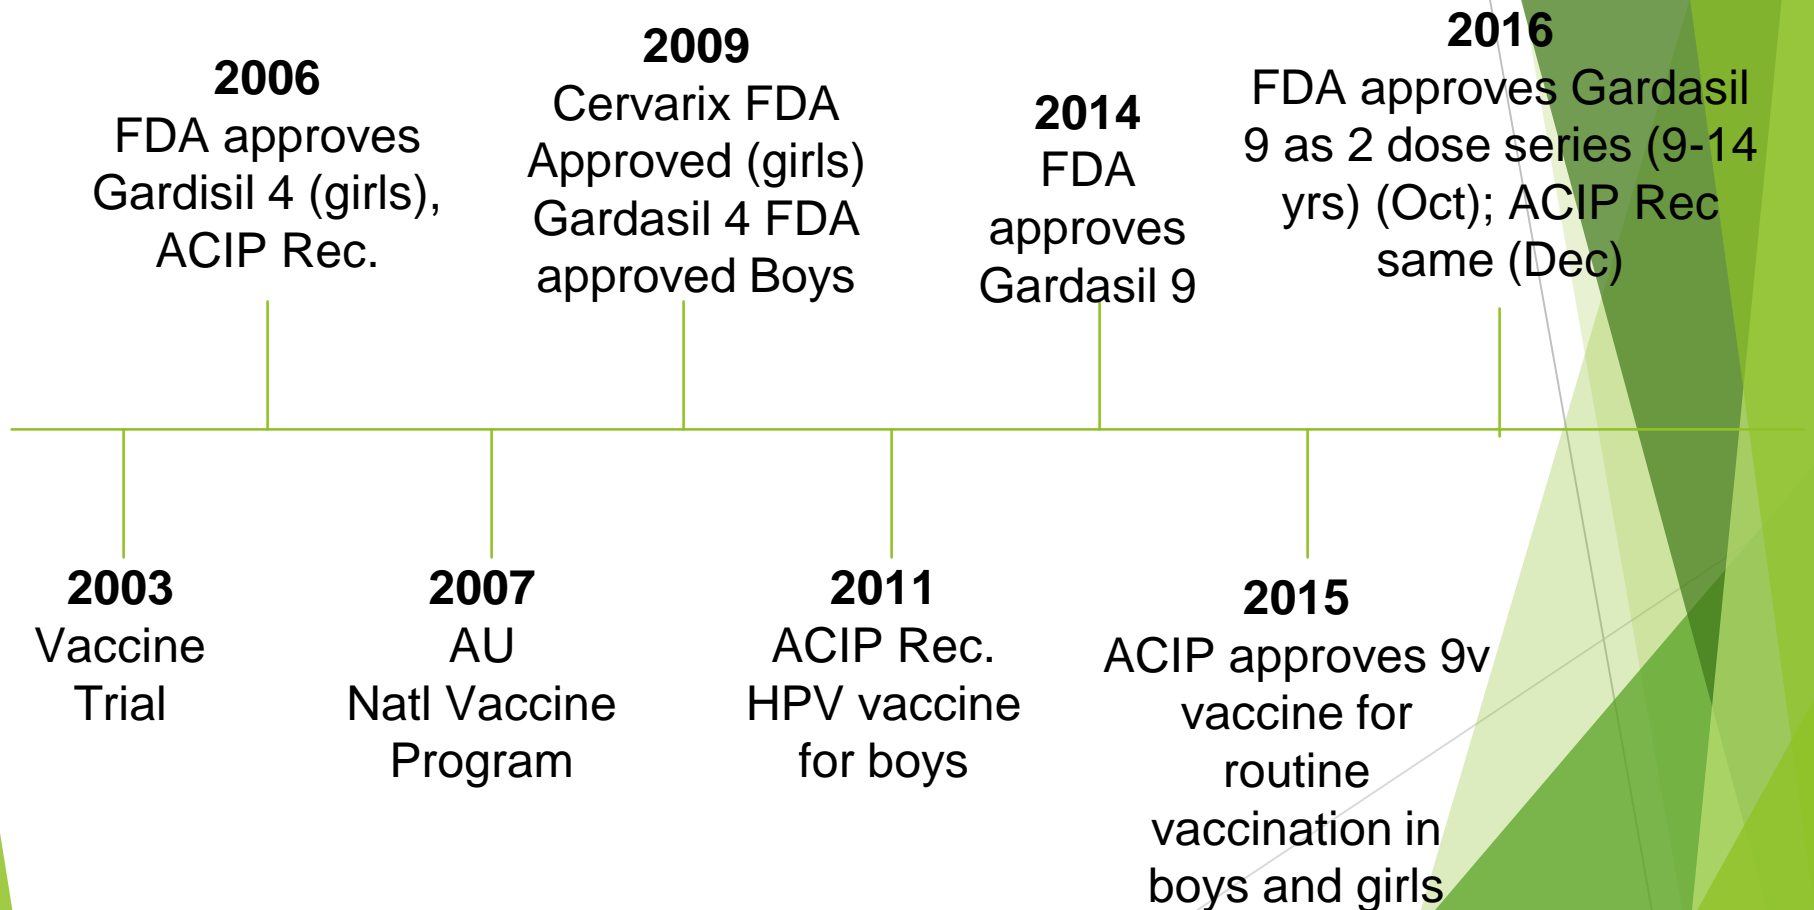 2006
FDA approves
Gardisil 4 (girls),
ACIP Rec.
2009
Cervarix FDA
Approved (girls)
Gardasil 4 FDA
approved Boys
2014
FDA
approves
Gardasil 9
2016
FDA approves Gardasil
9 as 2 dose series (9-14
yrs) (Oct); ACIP Rec
same (Dec)
2003
Vaccine
Trial
2007
AU
Natl Vaccine
Program
2011
ACIP Rec.
HPV vaccine
for boys
2015
ACIP approves 9v
vaccine for
routine
vaccination in
boys and girls